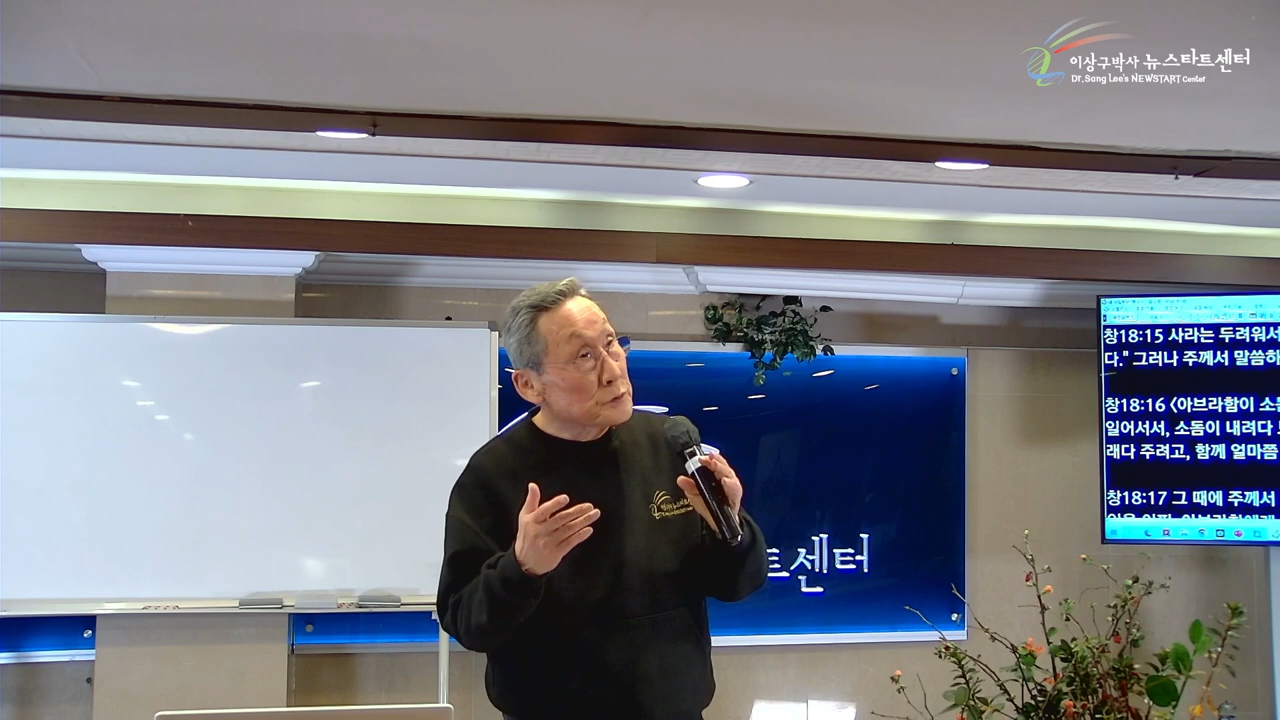 이상구박사 뉴스타트센터
Dr. Sang Lee's NEWSTART Center
창18:15 사라는 두려워서
다." 그러나 주께서 말씀하
창18:16 <아브라함이 소돔
일어서서, 소돔이 내려다
래다 주려고, 함께 얼마쯤
창18:17 그 때에 주께서
트센터